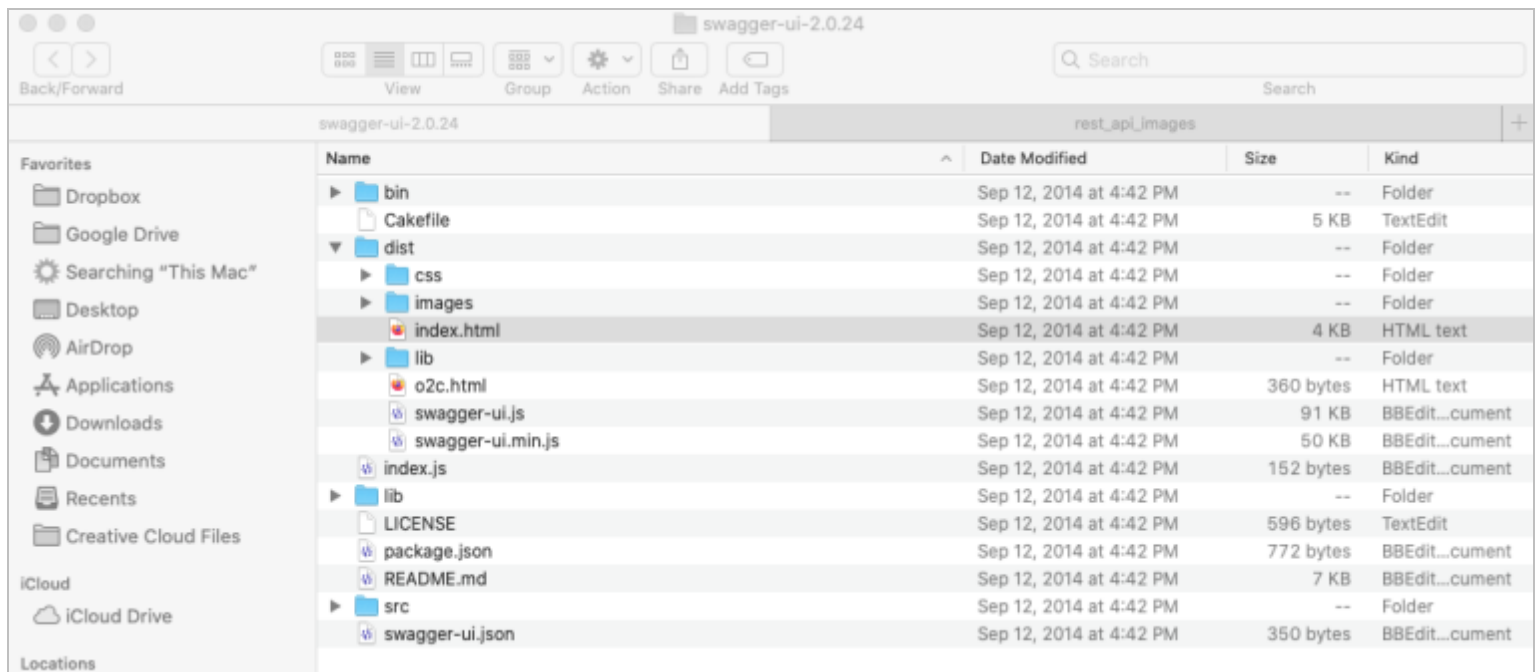 swagger-ui-2.0.24
Search
Back/Forward View Group Action Share Add Tags Search
swagger-ui-2.0.24 rest_api_images +
Favorites
Dropbox
Google Drive
Searching “This Mac”
Desktop
AirDrop
Applications
Downloads
Documents
Recents
Creative Cloud Files
iCloud
iCloud Drive
Locations
Name Date Modified Size Kind
bin Sep 12, 2014 at 4:42 PM -- Folder
Cakefile Sep 12, 2014 at 4:42 PM 5 KB TextEdit
dist Sep 12, 2014 at 4:42 PM -- Folder
css Sep 12, 2014 at 4:42 PM -- Folder
images Sep 12, 2014 at 4:42 PM -- Folder
index.html Sep 12, 2014 at 4:42 PM 4 KB HTML text
lib Sep 12, 2014 at 4:42 PM -- Folder
o2c.html Sep 12, 2014 at 4:42 PM 360 bytes HTML text
swagger-ui.js Sep 12, 2014 at 4:42 PM 91 KB BBEdit...cument
swagger-ui.min.js Sep 12, 2014 at 4:42 PM 50 KB BBEdit...cument
index.js Sep 12, 2014 at 4:42 PM 152 bytes BBEdit...cument
lib Sep 12, 2014 at 4:42 PM -- Folder
LICENSE Sep 12, 2014 at 4:42 PM 596 bytes TextEdit
package.json Sep 12, 2014 at 4:42 PM 772 bytes BBEdit...cument
README.md Sep 12, 2014 at 4:42 PM 7 KB BBEdit...cument
src Sep 12, 2014 at 4:42 PM -- Folder
swagger-ui.json Sep 12, 2014 at 4:42 PM 350 bytes BBEdit...cument